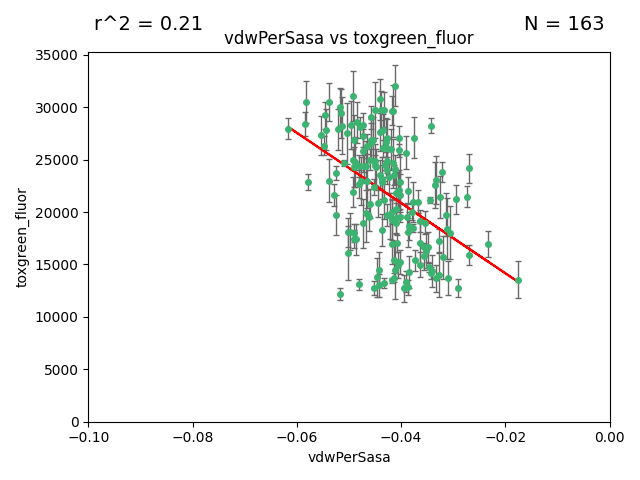 r^2 = 0.21
N = 163
vdwPerSasa vs toxgreen_fluor
35000
30000
25000
20000
15000
10000
5000
0
toxgreen_fluor
−0.10
−0.08
−0.06
−0.04
−0.02
0.00
vdwPerSasa